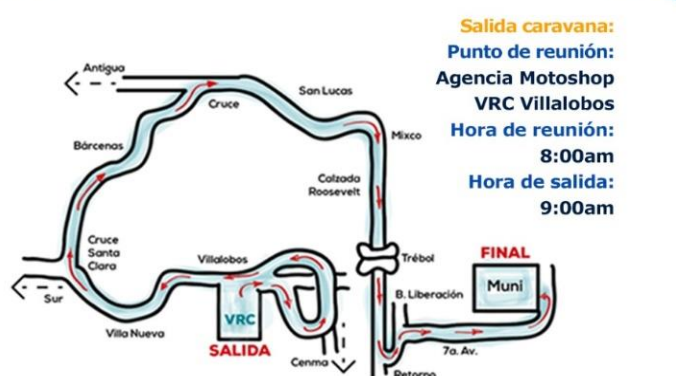 Salida caravana:
Punto de reunión:
Agencia Motoshop
VRC Villalobos
Hora de reunión:
8:00am
Hora de salida:
9:00am
Antigua
Cruce
San Lucas
Mixco
Bárcenas
Calzada
Roosevelt
Cruce
Santa
Clara
Sur
Villa Nueva
Villalobos
VRC
SALIDA
Cenma
Trébol
B. Liberación
FINAL
Muni
7a. Av.
Retorno